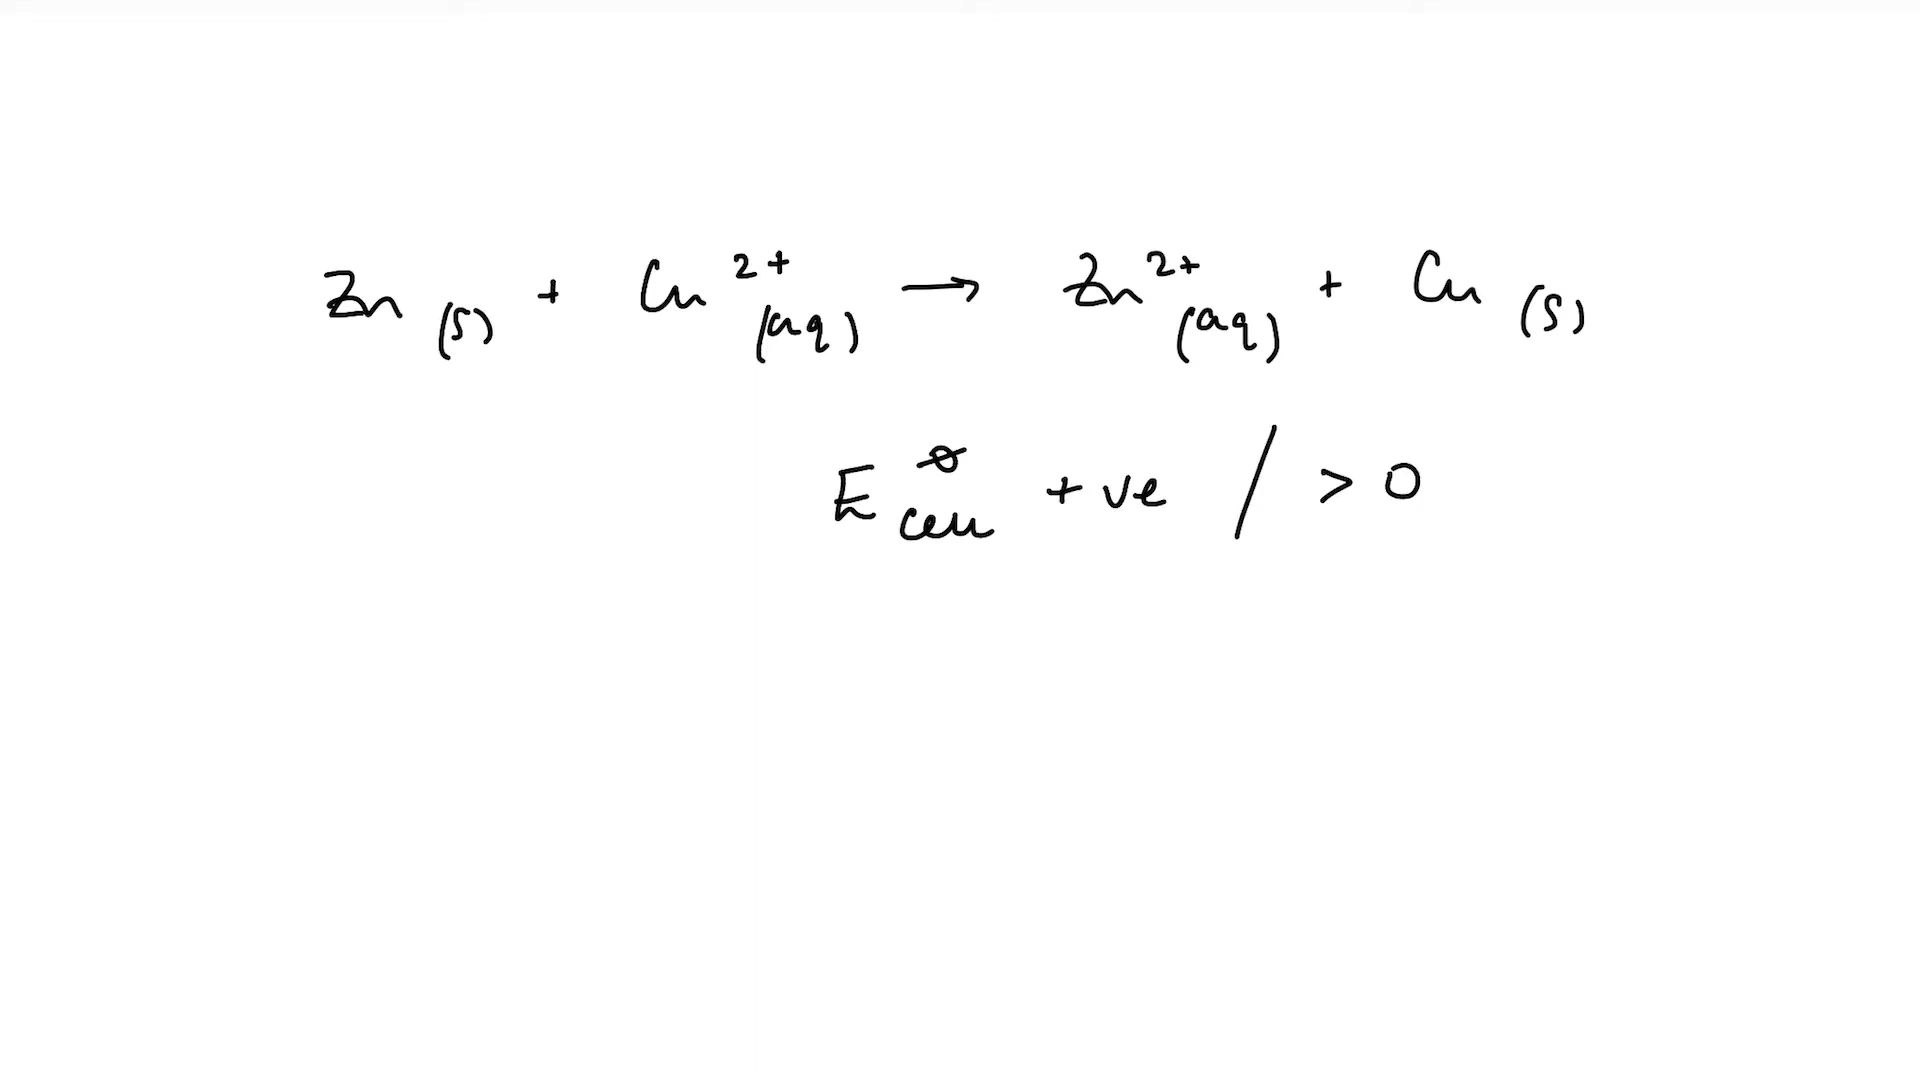 Zn (s) + Cu²⁺ (aq) → Zn²⁺ (aq) + Cu (s)
E⦵ cell +ve / > 0